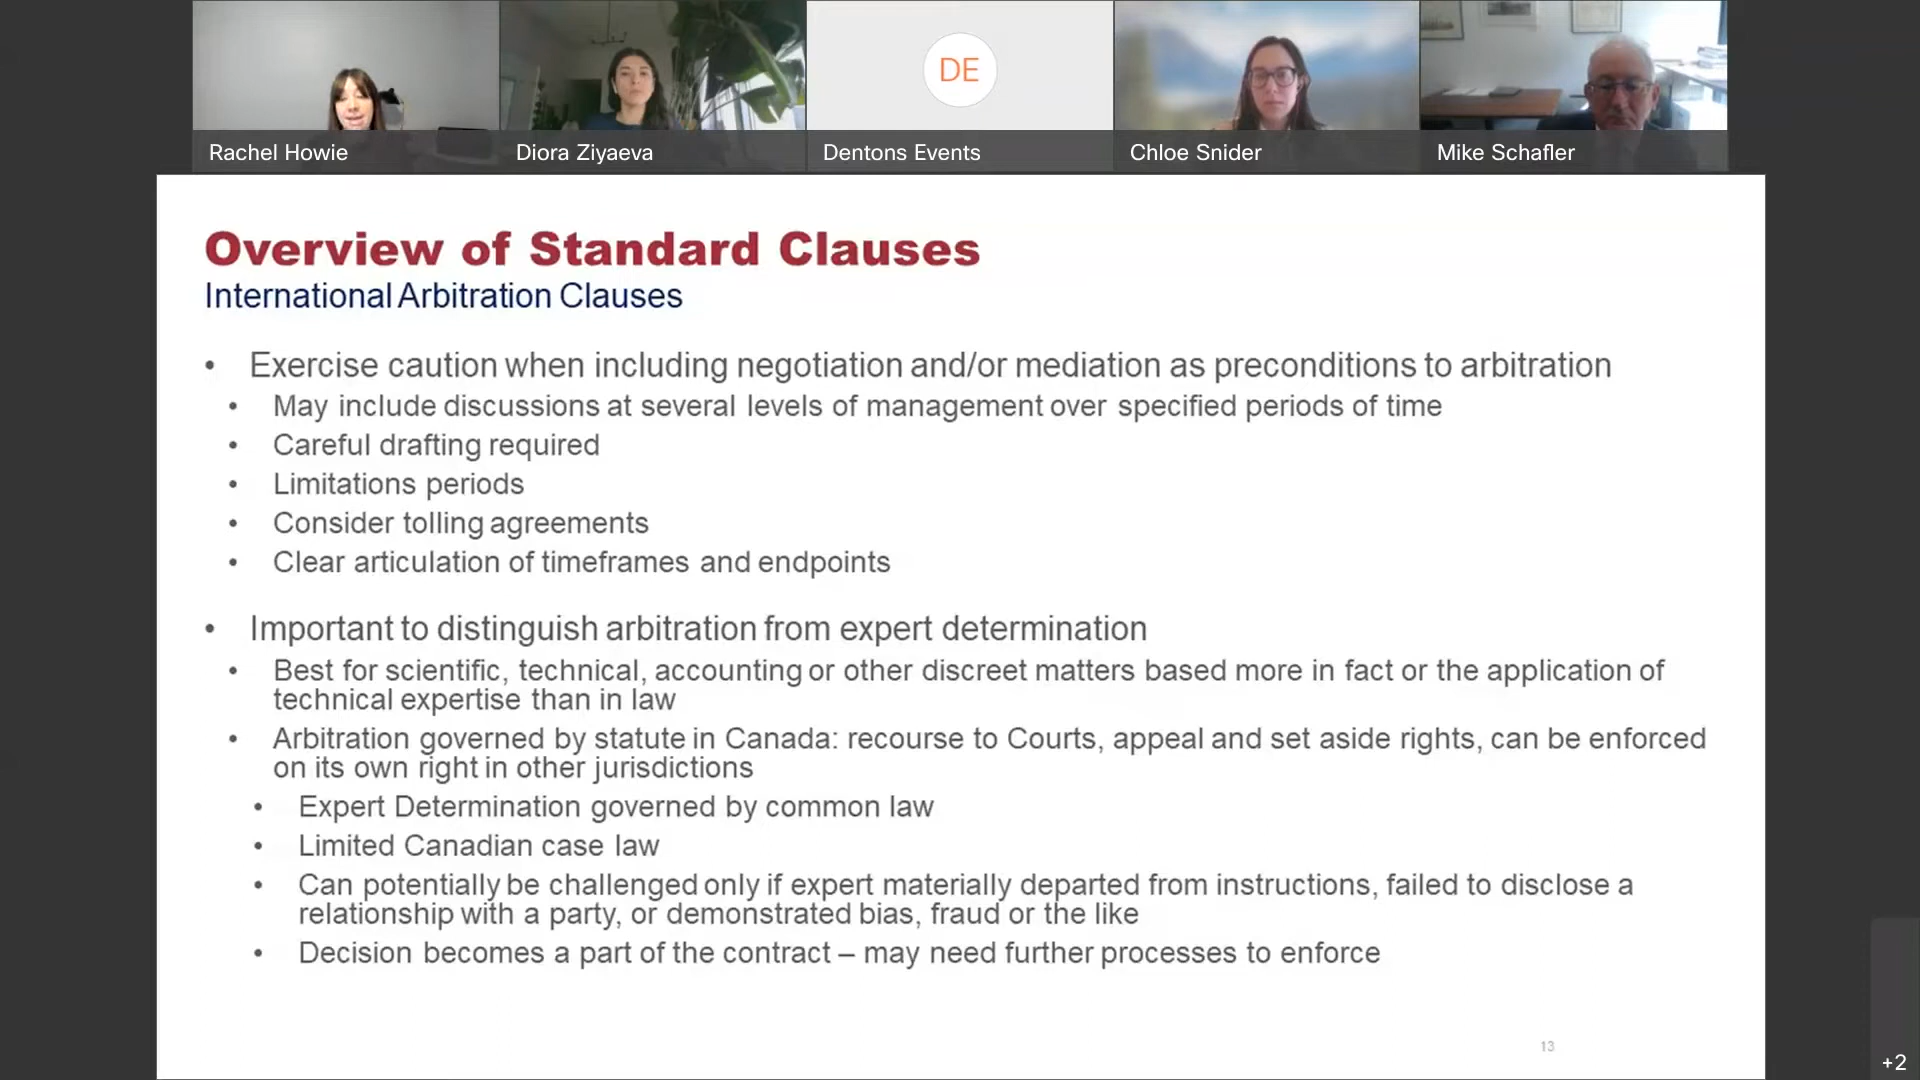 DE
Rachel Howie
Diora Ziyaeva
Dentons Events
Chloe Snider
Mike Schafler
Overview of Standard Clauses
International Arbitration Clauses
• Exercise caution when including negotiation and/or mediation as preconditions to arbitration
• May include discussions at several levels of management over specified periods of time
• Careful drafting required
• Limitations periods
• Consider tolling agreements
• Clear articulation of timeframes and endpoints
• Important to distinguish arbitration from expert determination
• Best for scientific, technical, accounting or other discreet matters based more in fact or the application of
technical expertise than in law
• Arbitration governed by statute in Canada: recourse to Courts, appeal and set aside rights, can be enforced
on its own right in other jurisdictions
• Expert Determination governed by common law
• Limited Canadian case law
• Can potentially be challenged only if expert materially departed from instructions, failed to disclose a
relationship with a party, or demonstrated bias, fraud or the like
• Decision becomes a part of the contract – may need further processes to enforce
13
+2